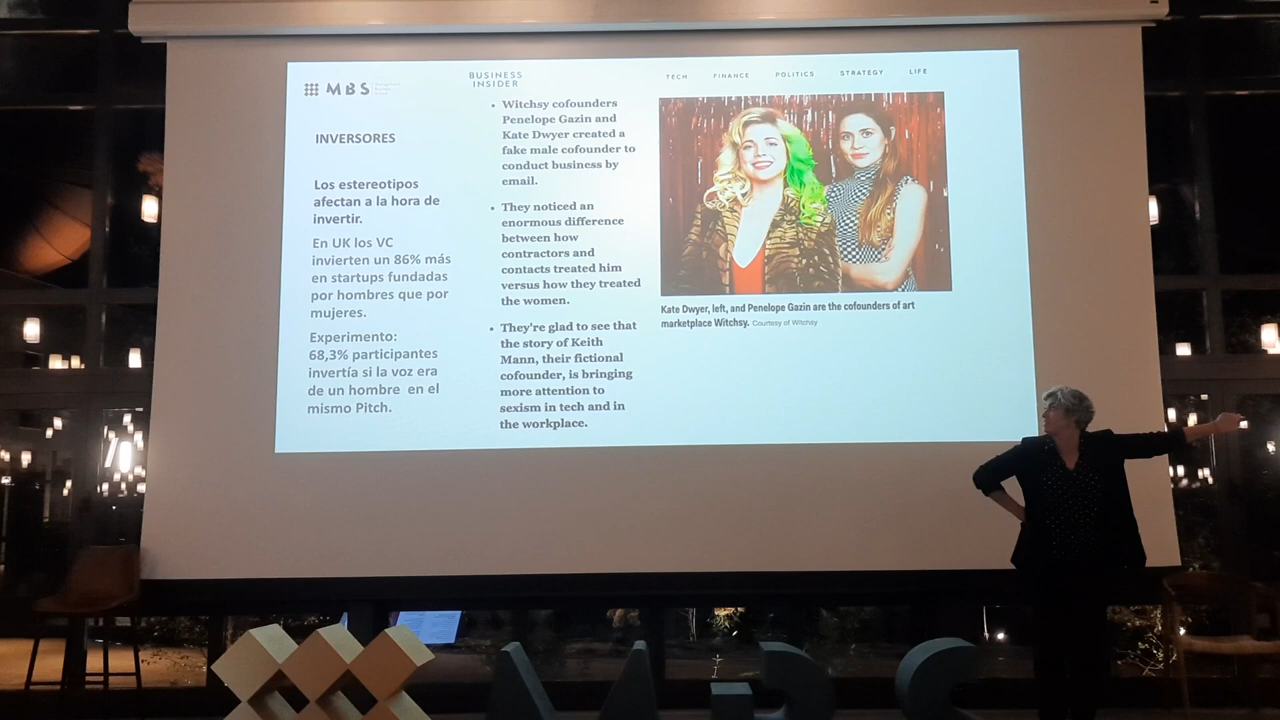 MBS
INVERSORES
Los estereotipos
afectan a la hora de
invertir.
En UK los VC
invierten un 86% más
en startups fundadas
por hombres que por
mujeres.
Experimento:
68,3% participantes
invertía si la voz era
de un hombre en el
mismo Pitch.
BUSINESS
INSIDER
TECH FINANCE POLITICS STRATEGY LIFE
• Witchsy cofounders
Penelope Gazin and
Kate Dwyer created a
fake male cofounder to
conduct business by
email.
• They noticed an
enormous difference
between how
contractors and
contacts treated him
versus how they treated
the women.
• They're glad to see that
the story of Keith
Mann, their fictional
cofounder, is bringing
more attention to
sexism in tech and in
the workplace.
Kate Dwyer, left, and Penelope Gazin are the cofounders of art
marketplace Witchsy. Courtesy of Witchsy